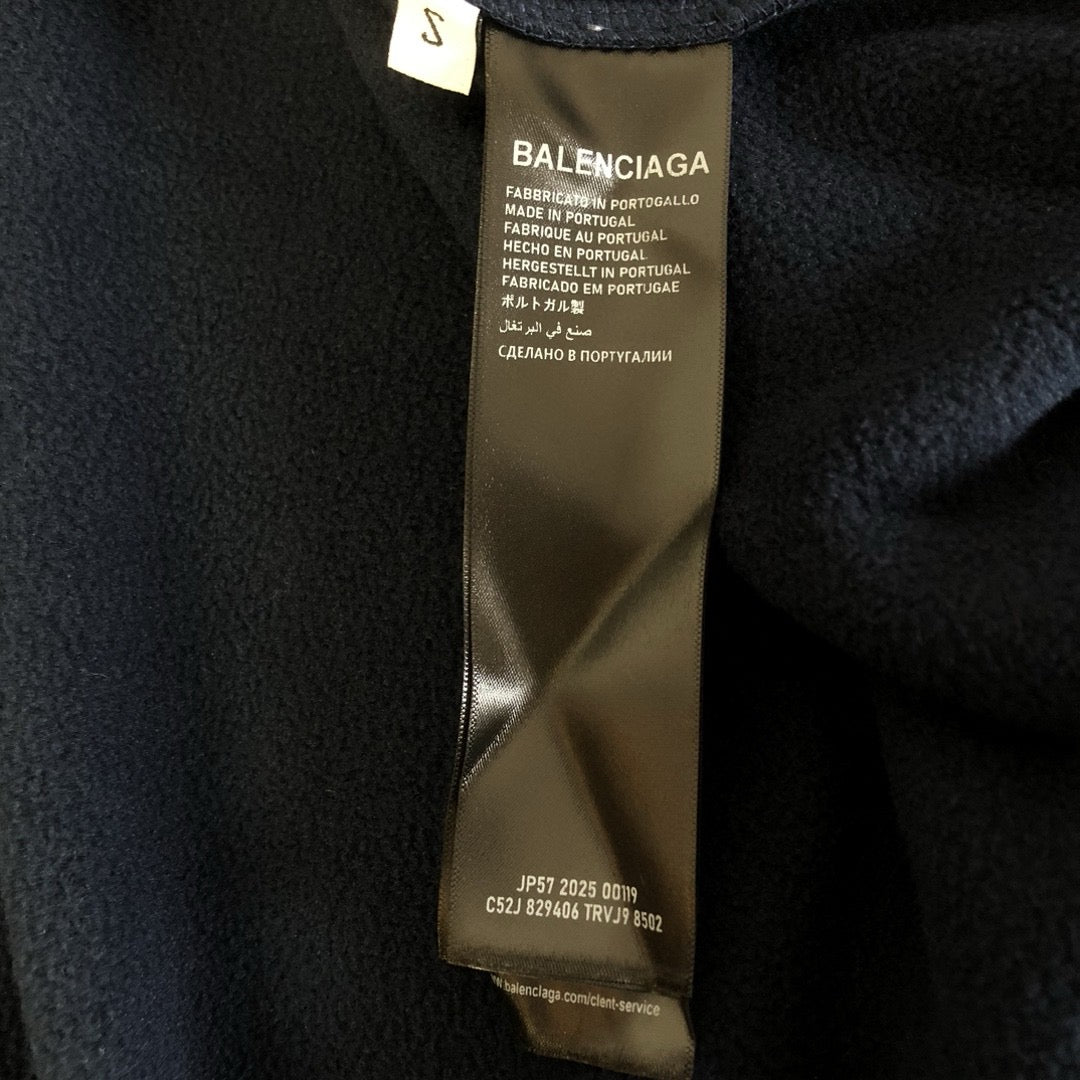 S
BALENCIAGA
FABBRICATO IN PORTOGALLO
MADE IN PORTUGAL
FABRIQUE AU PORTUGAL
HECHO EN PORTUGAL
HERGESTELLT IN PORTUGAL
FABRICADO EM PORTUGAE
ポルトガル製
صنع في البرتغال
СДЕЛАНО В ПОРТУГАЛИИ
JP57 2025 00119
C52J 829406 TRVJ9 8502
w.balenciaga.com/clent-service